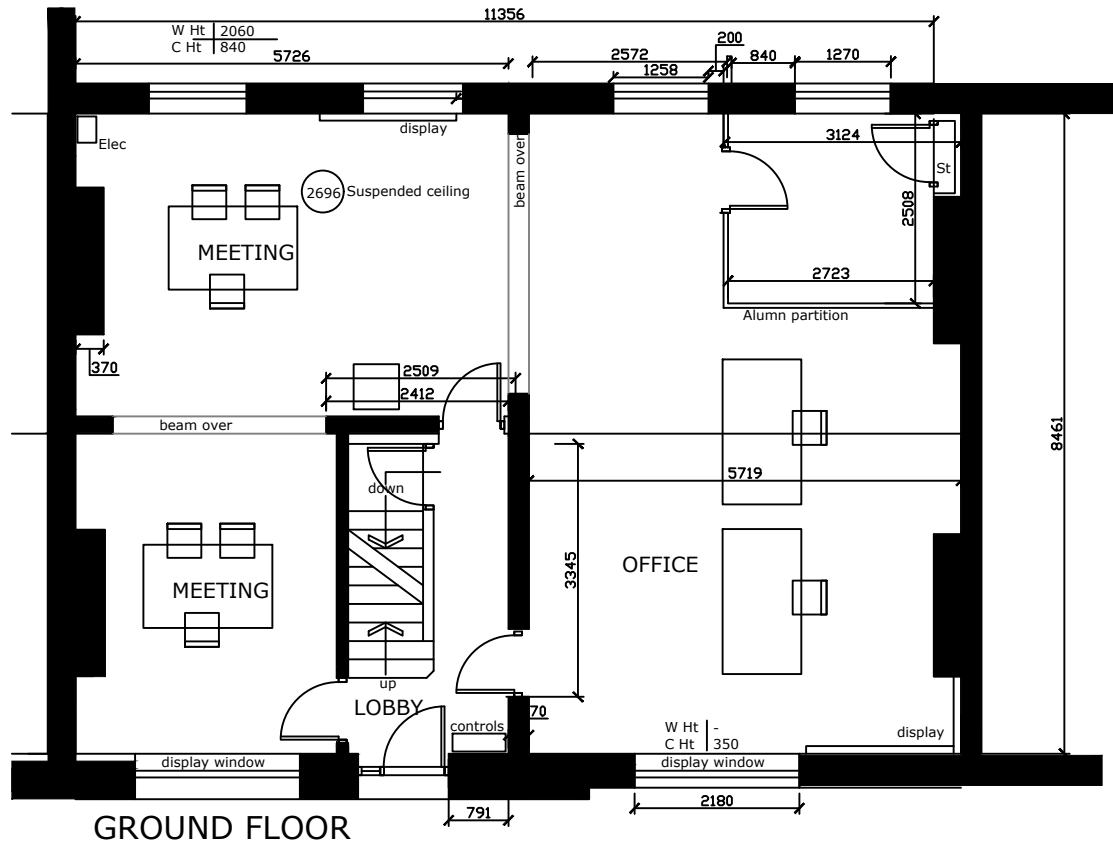 11356
W Ht 2060
C Ht 840
200
5726
2572
840
1270
1258
display
Elec
beam over
3124
St
2696 Suspended ceiling
2508
MEETING
2723
Alumn partition
370
2509
2412
beam over
8461
5719
down
3345
OFFICE
MEETING
up
LOBBY
70
controls
W Ht -
C Ht 350
display
display window
display window
2180
791
GROUND FLOOR